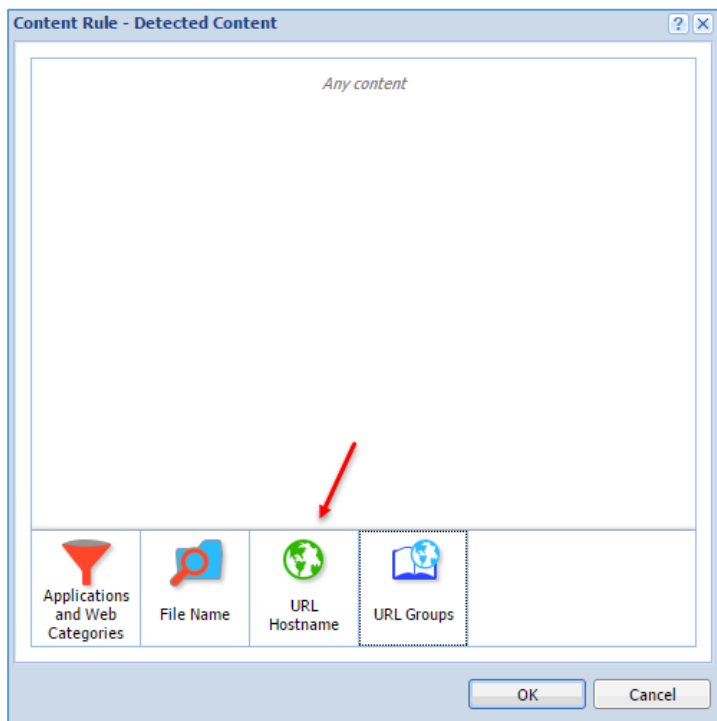 Content Rule - Detected Content
?
Any content
Applications
and Web
Categories
File Name
URL
Hostname
URL Groups
OK
Cancel